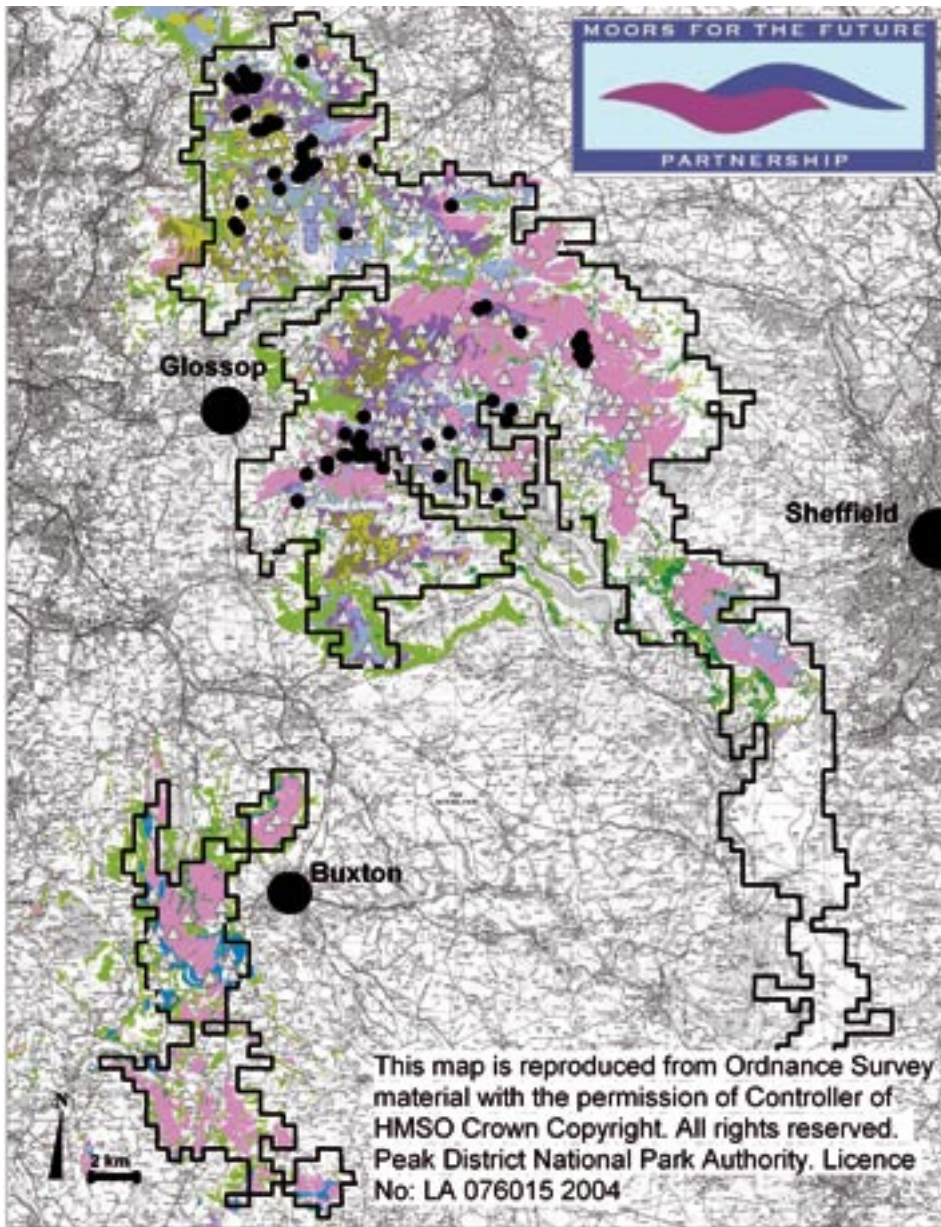 MOORS FOR THE FUTURE
PARTNERSHIP
Glossop
Sheffield
Buxton
This map is reproduced from Ordnance Survey
material with the permission of Controller of
HMSO Crown Copyright. All rights reserved.
Peak District National Park Authority. Licence
No: LA 076015 2004
N
2 km